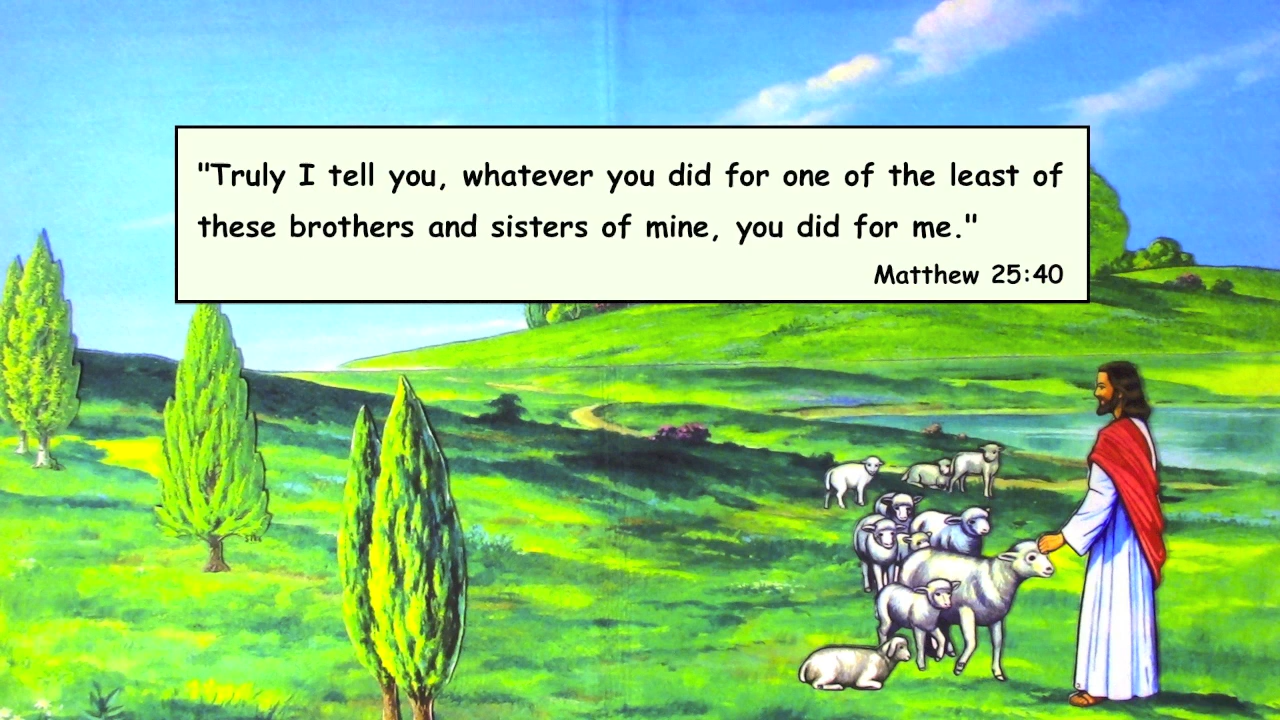 "Truly I tell you, whatever you did for one of the least of
these brothers and sisters of mine, you did for me."
Matthew 25:40